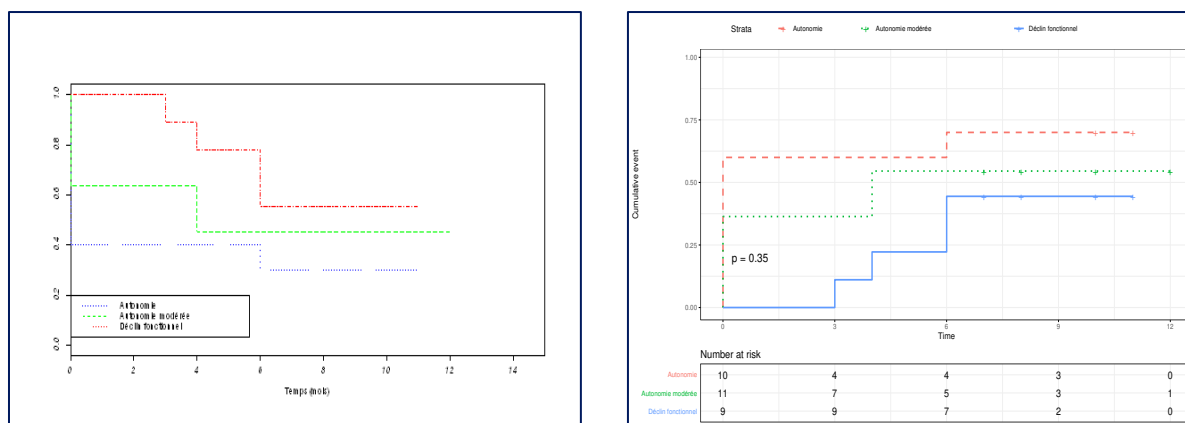 1.0
0.8
0.6
0.4
0.2
0.0
Autonomie
Autonomie modérée
Déclin fonctionnel
0 2 4 6 8 10 12 14
Temps (mois)
Strata Autonomie Autonomie modérée Déclin fonctionnel
1.00
0.75
0.50
0.25
0.00
Cumulative event
p = 0.35
0 3 6 9 12
Time
Number at risk
Autonomie 10 4 4 3 0
Autonomie modérée 11 7 5 3 1
Déclin fonctionnel 9 9 7 2 0